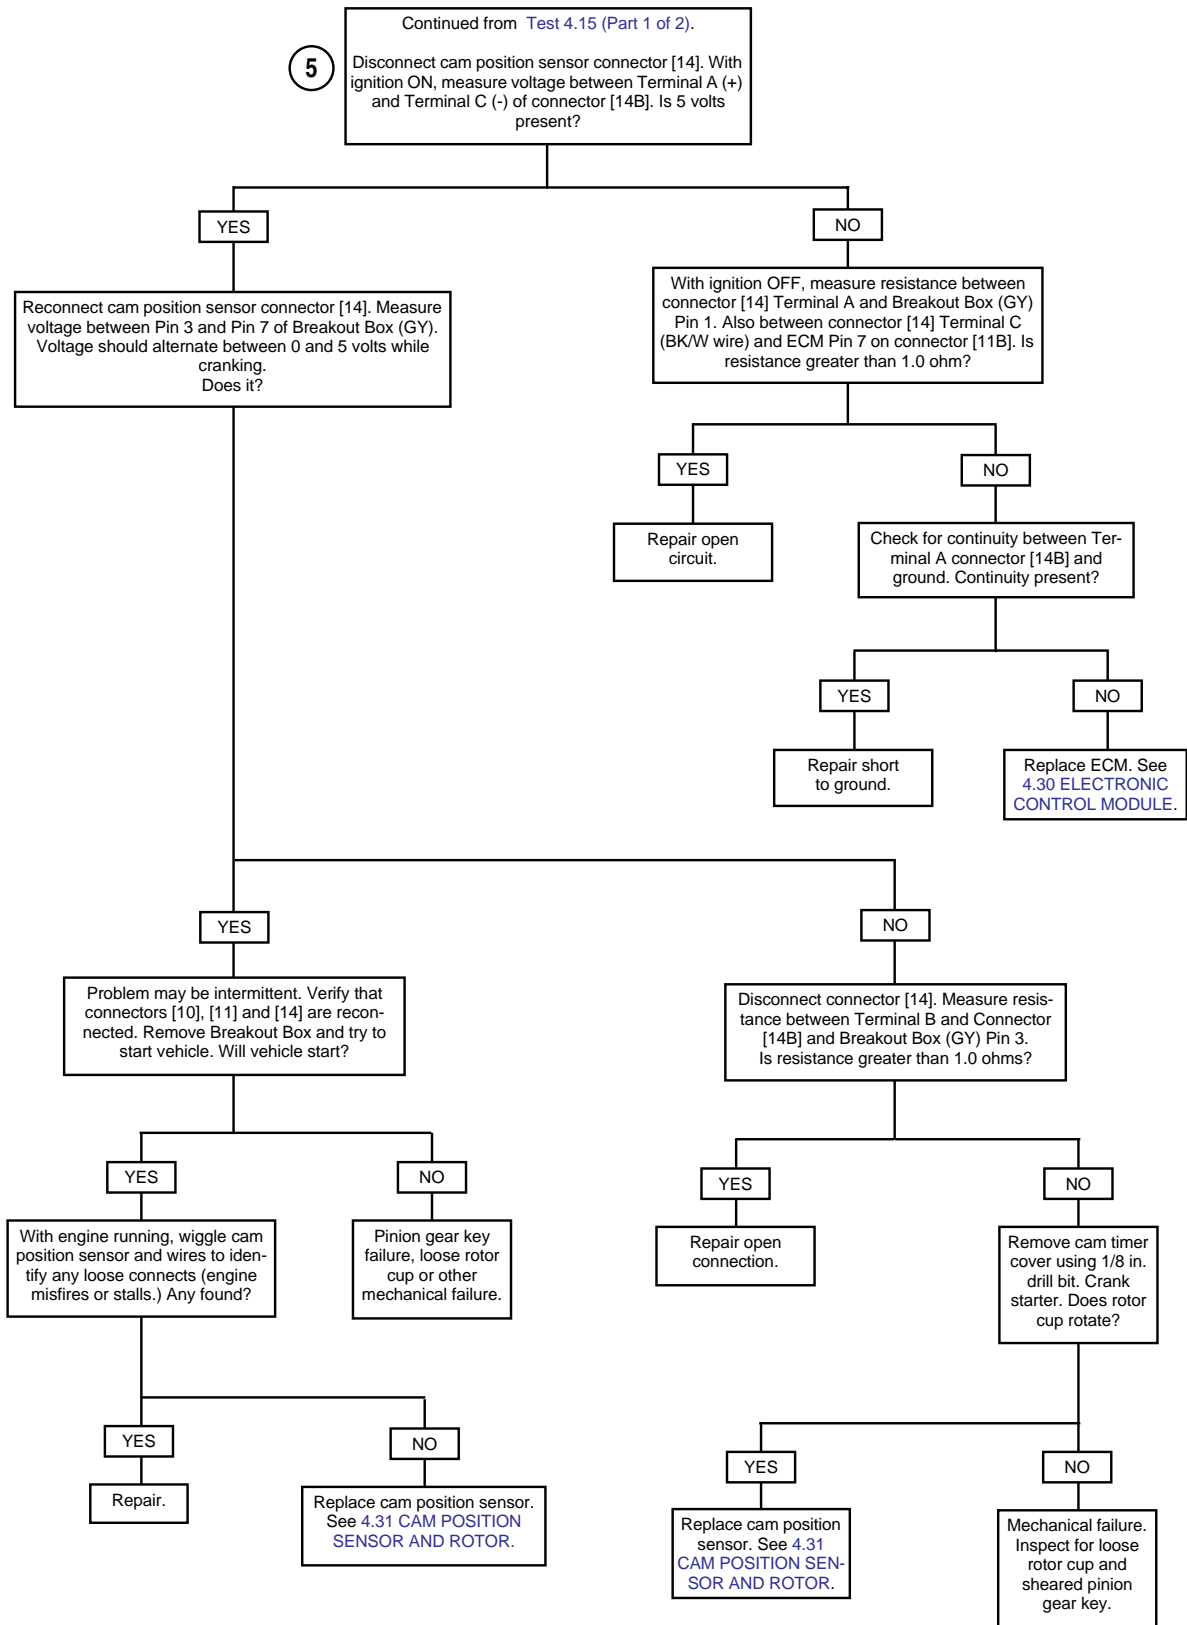 Continued from Test 4.15 (Part 1 of 2).
5
Disconnect cam position sensor connector [14]. With
ignition ON, measure voltage between Terminal A (+)
and Terminal C (-) of connector [14B]. Is 5 volts
present?
YES
NO
Reconnect cam position sensor connector [14]. Measure
voltage between Pin 3 and Pin 7 of Breakout Box (GY).
Voltage should alternate between 0 and 5 volts while
cranking.
Does it?
With ignition OFF, measure resistance between
connector [14] Terminal A and Breakout Box (GY)
Pin 1. Also between connector [14] Terminal C
(BK/W wire) and ECM Pin 7 on connector [11B]. Is
resistance greater than 1.0 ohm?
YES
NO
Repair open
circuit.
Check for continuity between Ter-
minal A connector [14B] and
ground. Continuity present?
YES
NO
Repair short
to ground.
Replace ECM. See
4.30 ELECTRONIC
CONTROL MODULE.
YES
NO
Problem may be intermittent. Verify that
connectors [10], [11] and [14] are recon-
nected. Remove Breakout Box and try to
start vehicle. Will vehicle start?
Disconnect connector [14]. Measure resis-
tance between Terminal B and Connector
[14B] and Breakout Box (GY) Pin 3.
Is resistance greater than 1.0 ohms?
YES
NO
YES
NO
With engine running, wiggle cam
position sensor and wires to iden-
tify any loose connects (engine
misfires or stalls.) Any found?
Pinion gear key
failure, loose rotor
cup or other
mechanical failure.
Repair open
connection.
Remove cam timer
cover using 1/8 in.
drill bit. Crank
starter. Does rotor
cup rotate?
YES
NO
YES
NO
Repair.
Replace cam position sensor.
See 4.31 CAM POSITION
SENSOR AND ROTOR.
Replace cam position
sensor. See 4.31
CAM POSITION SEN-
SOR AND ROTOR.
Mechanical failure.
Inspect for loose
rotor cup and
sheared pinion
gear key.